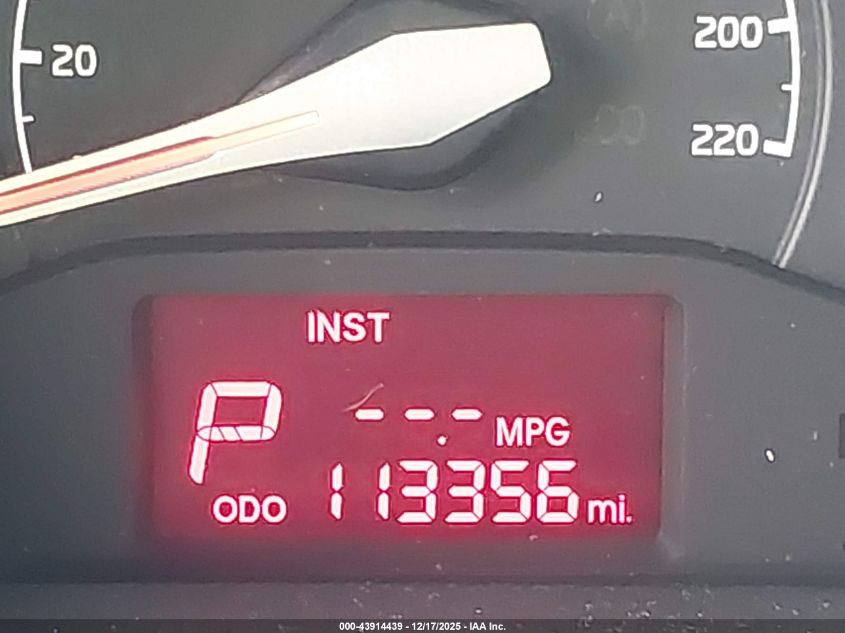 20
200
220
INST
P
--.- MPG
ODO 113356 mi.
000-43914439 - 12/17/2025 - IAA Inc.